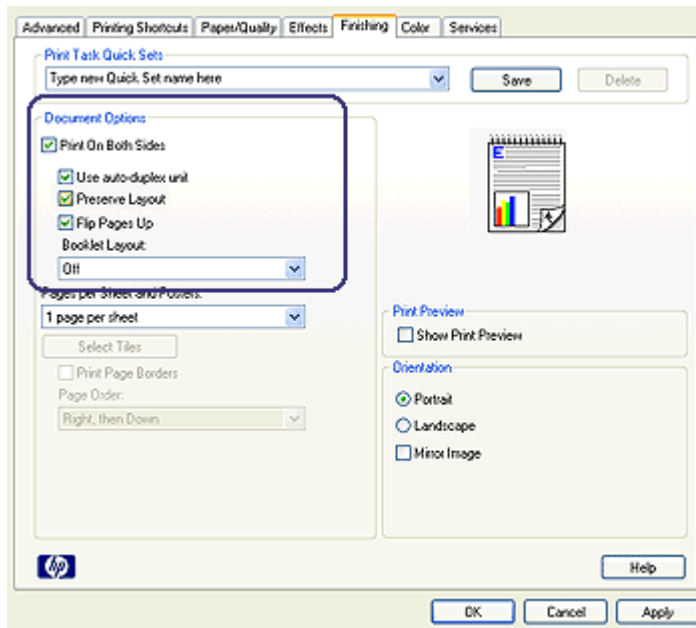 Advanced Printing Shortcuts Paper/Quality Effects Finishing Color Services
Print Task Quick Sets
Type new Quick Set name here
Save Delete
Document Options
Print On Both Sides
Use auto-duplex unit
Preserve Layout
Flip Pages Up
Booklet Layout:
Off
Pages per Sheet and Posters:
1 page per sheet
Select Tiles
Print Page Borders
Page Order:
Right, then Down
E
Print Preview
Show Print Preview
Orientation
Portrait
Landscape
Mirror Image
hp
Help
OK Cancel Apply